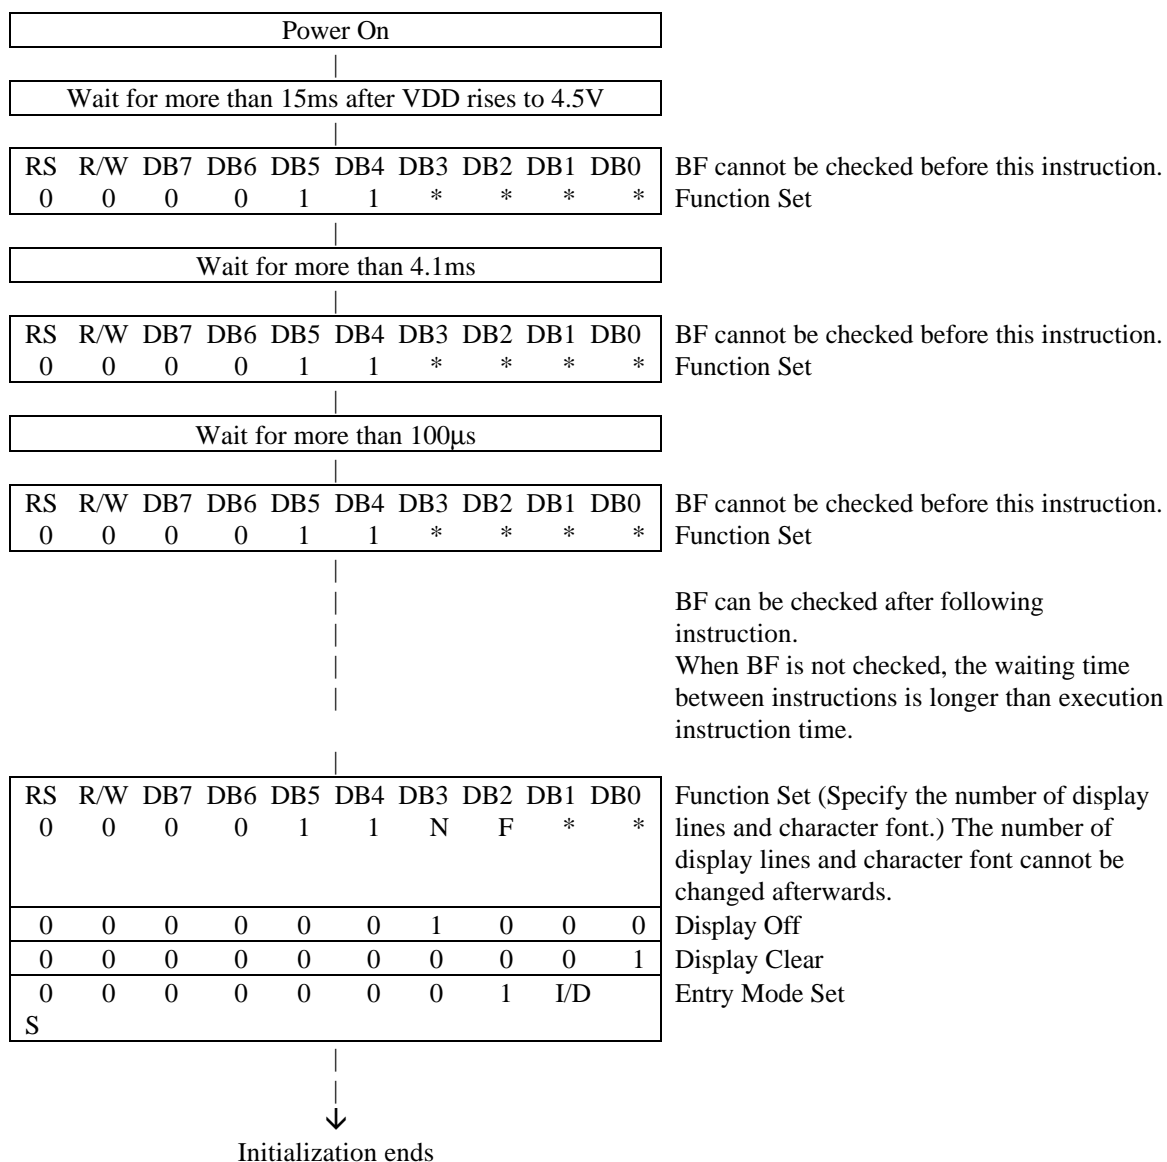 Power On
Wait for more than 15ms after VDD rises to 4.5V
RS R/W DB7 DB6 DB5 DB4 DB3 DB2 DB1 DB0 BF cannot be checked before this instruction.
0 0 0 0 1 1 * * * * Function Set
Wait for more than 4.1ms
RS R/W DB7 DB6 DB5 DB4 DB3 DB2 DB1 DB0 BF cannot be checked before this instruction.
0 0 0 0 1 1 * * * * Function Set
Wait for more than 100μs
RS R/W DB7 DB6 DB5 DB4 DB3 DB2 DB1 DB0 BF cannot be checked before this instruction.
0 0 0 0 1 1 * * * * Function Set
BF can be checked after following
instruction.
When BF is not checked, the waiting time
between instructions is longer than execution
instruction time.
RS R/W DB7 DB6 DB5 DB4 DB3 DB2 DB1 DB0 Function Set (Specify the number of display
0 0 0 0 1 1 N F * * lines and character font.) The number of
display lines and character font cannot be
changed afterwards.
0 0 0 0 0 0 1 0 0 0 Display Off
0 0 0 0 0 0 0 0 0 1 Display Clear
0 0 0 0 0 0 0 1 I/D Entry Mode Set
S
Initialization ends